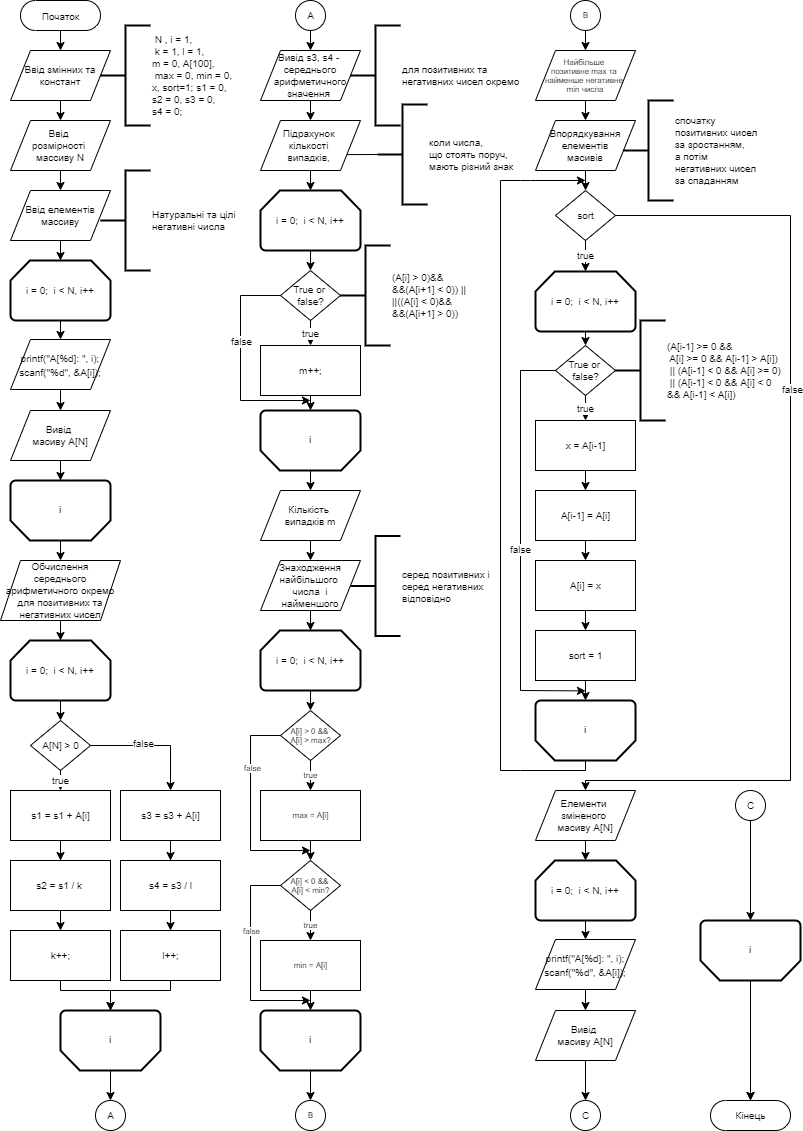 Початок
Ввід змінних та
констант
N , i = 1,
k = 1, l = 1,
m = 0, A[100],
max = 0, min = 0,
x, sort=1; s1 = 0,
s2 = 0, s3 = 0,
s4 = 0;
Ввід
розмірності
массиву N
Ввід елементів
массиву
Натуральні та цілі
негативні числа
i = 0;  i < N, i++
printf("A[%d]: ", i);
scanf("%d", &A[i]);
Вивід
масиву A[N]
i
Обчислення
середнього
арифметичного окремо
для позитивних та
негативних чисел
i = 0;  i < N, i++
A[N] > 0
false
true
s1 = s1 + A[i]
s3 = s3 + A[i]
s2 = s1 / k
s4 = s3 / l
k++;
l++;
i
A
A
Вивід s3, s4 -
середнього
арифметичного
значення
для позитивних та
негативних чисел окремо
Підрахунок
кількості
випадків,
коли числа,
що стоять поруч,
мають різний знак
i = 0;  i < N, i++
True or
false?
(A[i] > 0)&&
&&(A[i+1] < 0)) ||
||((A[i] < 0)&&
&&(A[i+1] > 0))
false
true
m++;
i
Кількість
випадків m
Знаходження
найбільшого
числа  і
найменшого
серед позитивних і
серед негативних
відповідно
i = 0;  i < N, i++
A[i] > 0 &&
A[i] > max?
false
true
max = A[i]
A[i] < 0 &&
A[i] < min?
false
true
min = A[i]
i
B
B
Найбільше
позитивне max та
найменше негативне
min числа
Впорядкування
елементів
масивів
спочатку
позитивних чисел
за зростанням,
а потім
негативних чисел
за спаданням
sort
true
i = 0;  i < N, i++
True or
false?
(A[i-1] >= 0 &&
A[i] >= 0 && A[i-1] > A[i])
|| (A[i-1] < 0 && A[i] >= 0)
|| (A[i-1] < 0 && A[i] < 0
&& A[i-1] < A[i])
false
true
x = A[i-1]
A[i-1] = A[i]
false
A[i] = x
sort = 1
i
Елементи
зміненого
масиву A[N]
i = 0;  i < N, i++
printf("A[%d]: ", i);
scanf("%d", &A[i]);
Вивід
масиву A[N]
C
C
i
Кінець